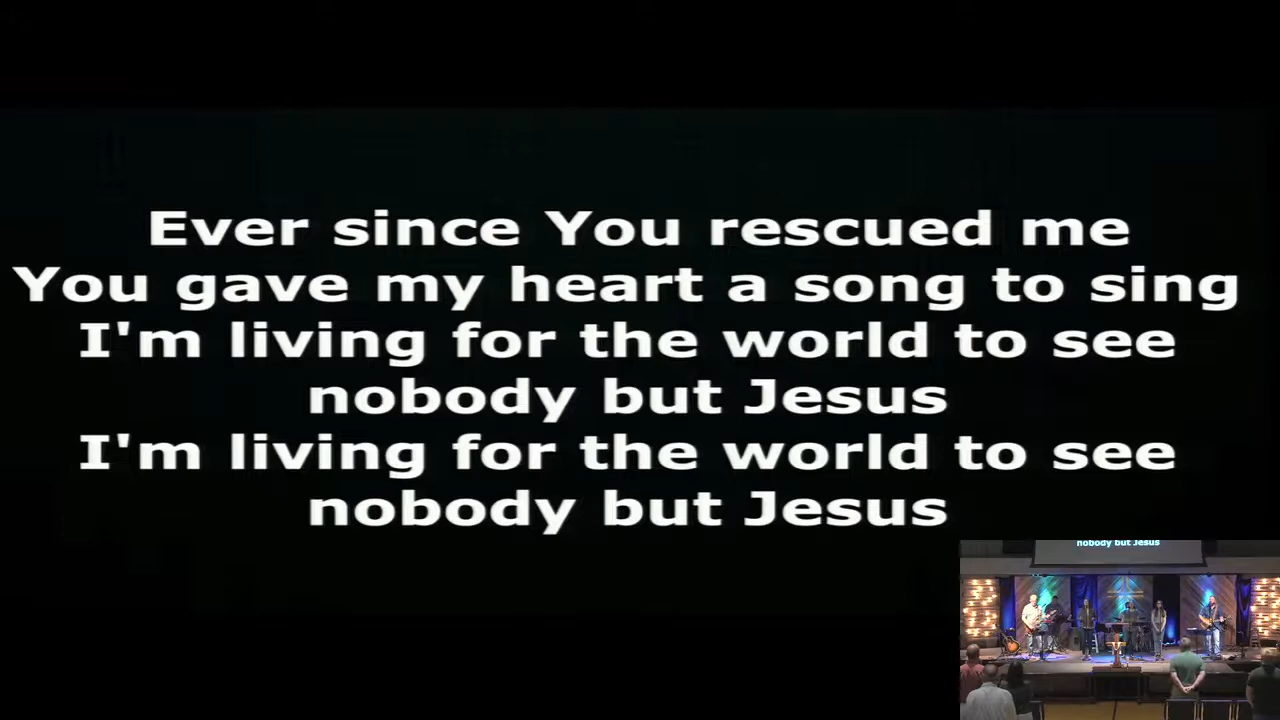 Ever since You rescued me
You gave my heart a song to sing
I'm living for the world to see
nobody but Jesus
I'm living for the world to see
nobody but Jesus
nobody but Jesus